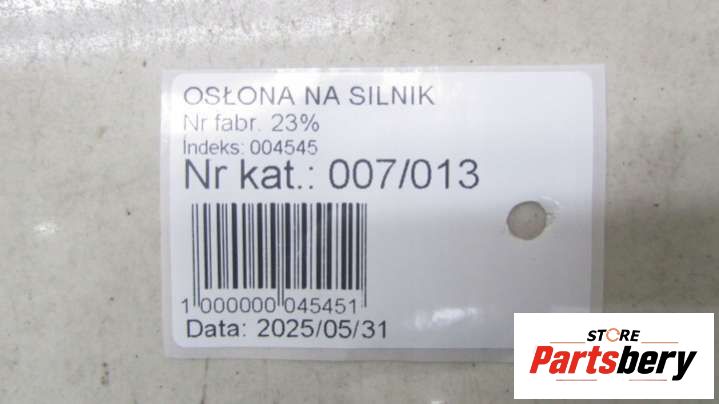 OSŁONA NA SILNIK
Nr fabr. 23%
Indeks: 004545
Nr kat.: 007/013
1 000000 045451
Data: 2025/05/31
STORE
Partsbery